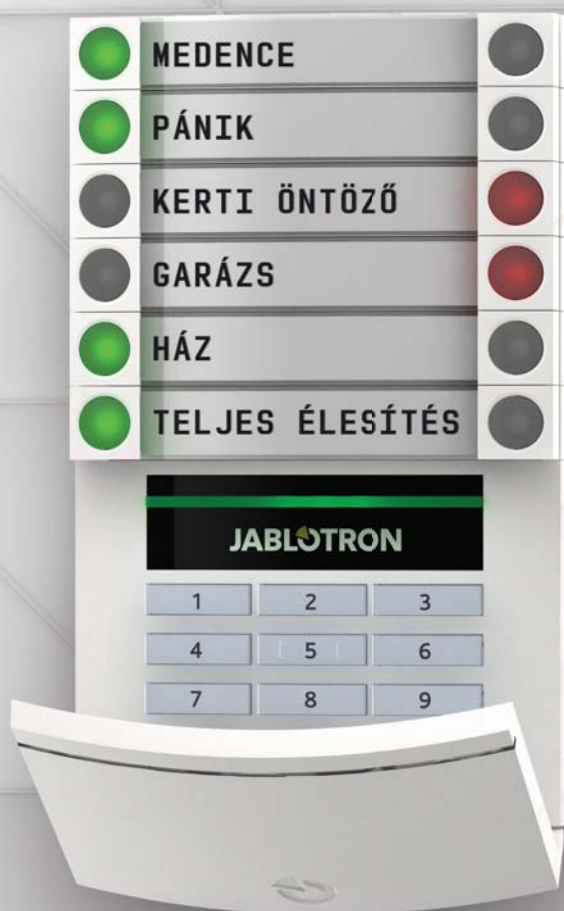 MEDENCE
PÁNIK
KERTI ÖNTÖZŐ
GARÁZS
HÁZ
TELJES ÉLESÍTÉS
JABLOTRON
1 2 3
4 5 6
7 8 9